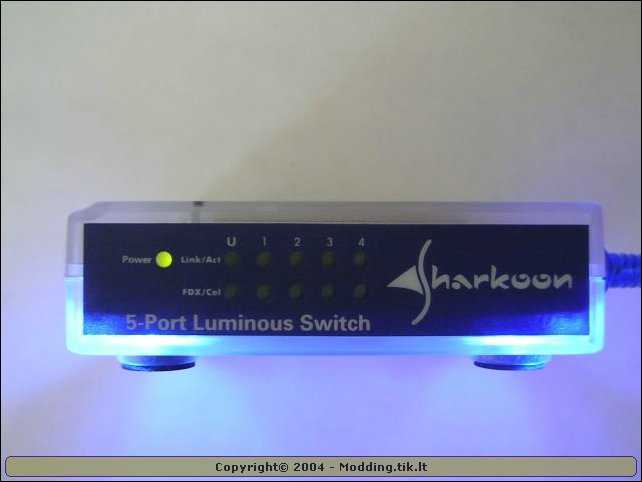 U 1 2 3 4
Power Link/Act
FDX/Col
5-Port Luminous Switch
Sharkoon
Copyright© 2004 - Modding.tik.lt